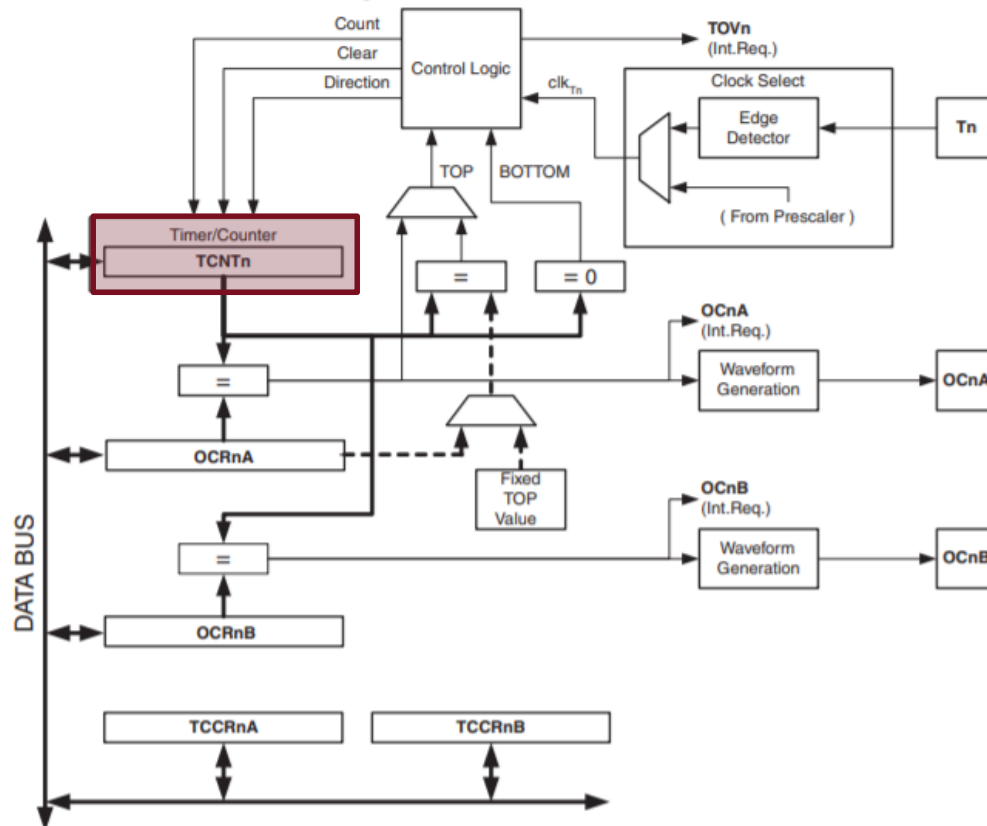 Count
Clear
Direction
Control Logic
TOVn
(Int.Req.)
clkTn
Clock Select
Edge
Detector
Tn
( From Prescaler )
TOP
BOTTOM
Timer/Counter
TCNTn
=
= 0
=
OCnA
(Int.Req.)
Waveform
Generation
OCnA
OCRnA
Fixed
TOP
Value
OCnB
(Int.Req.)
=
Waveform
Generation
OCnB
OCRnB
DATA BUS
TCCRnA
TCCRnB